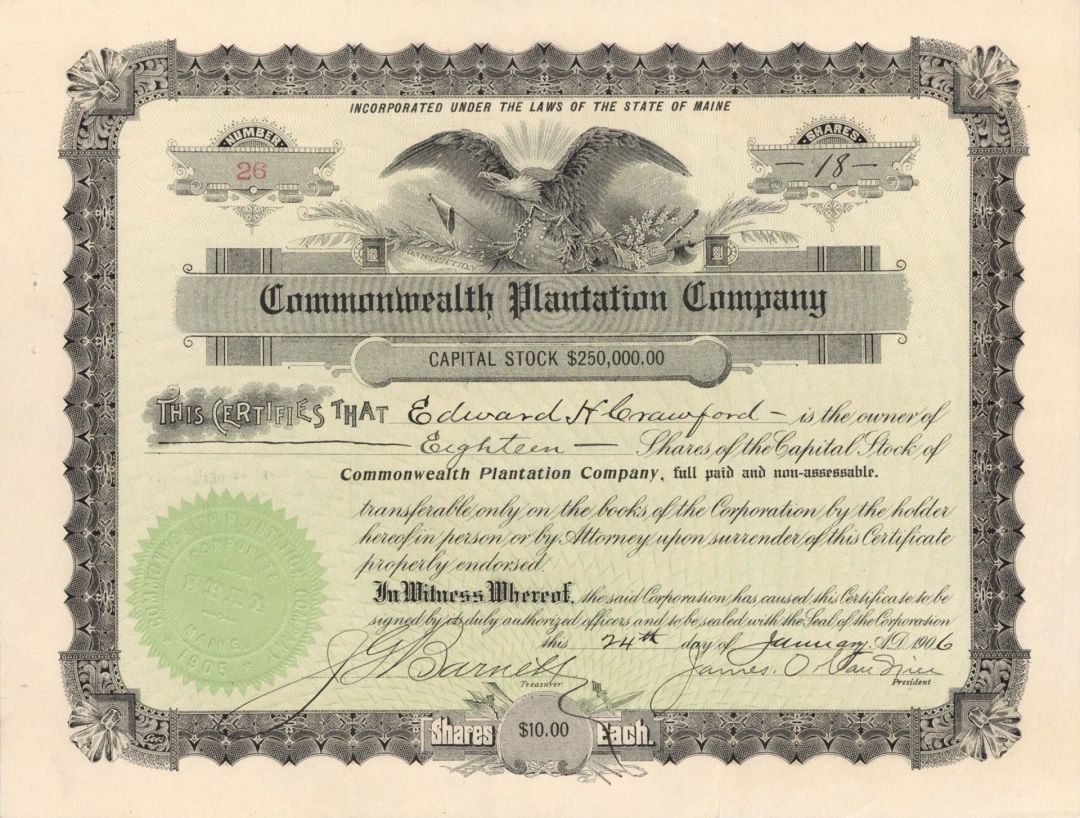 INCORPORATED UNDER THE LAWS OF THE STATE OF MAINE
NUMBER
26
SHARES
—18—
Commonwealth Plantation Company
CAPITAL STOCK $250,000.00
THIS CERTIFIES THAT Edward H Crawford — is the owner of
Eighteen — Shares of the Capital Stock of
Commonwealth Plantation Company, full paid and non-assessable.
transferable only on the books of the Corporation by the holder
hereof in person or by Attorney upon surrender of this Certificate
properly endorsed.
In Witness Whereof, the said Corporation has caused this Certificate to be
signed by its duly authorized officers and to be sealed with the Seal of the Corporation
this 24th day of January A.D. 1906
J G Barnett
James. O
Treasurer
President
Shares $10.00 Each.
CORPORATE
MAINE
1905